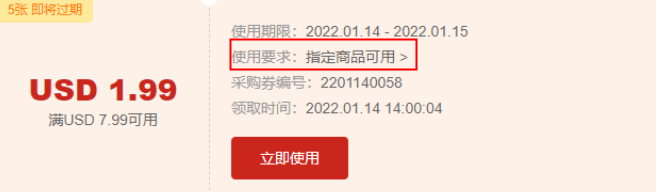 5张 即将过期
USD 1.99
满USD 7.99可用
使用期限：2022.01.14 - 2022.01.15
使用要求：指定商品可用 >
采购券编号：2201140058
领取时间：2022.01.14 14:00:04
立即使用